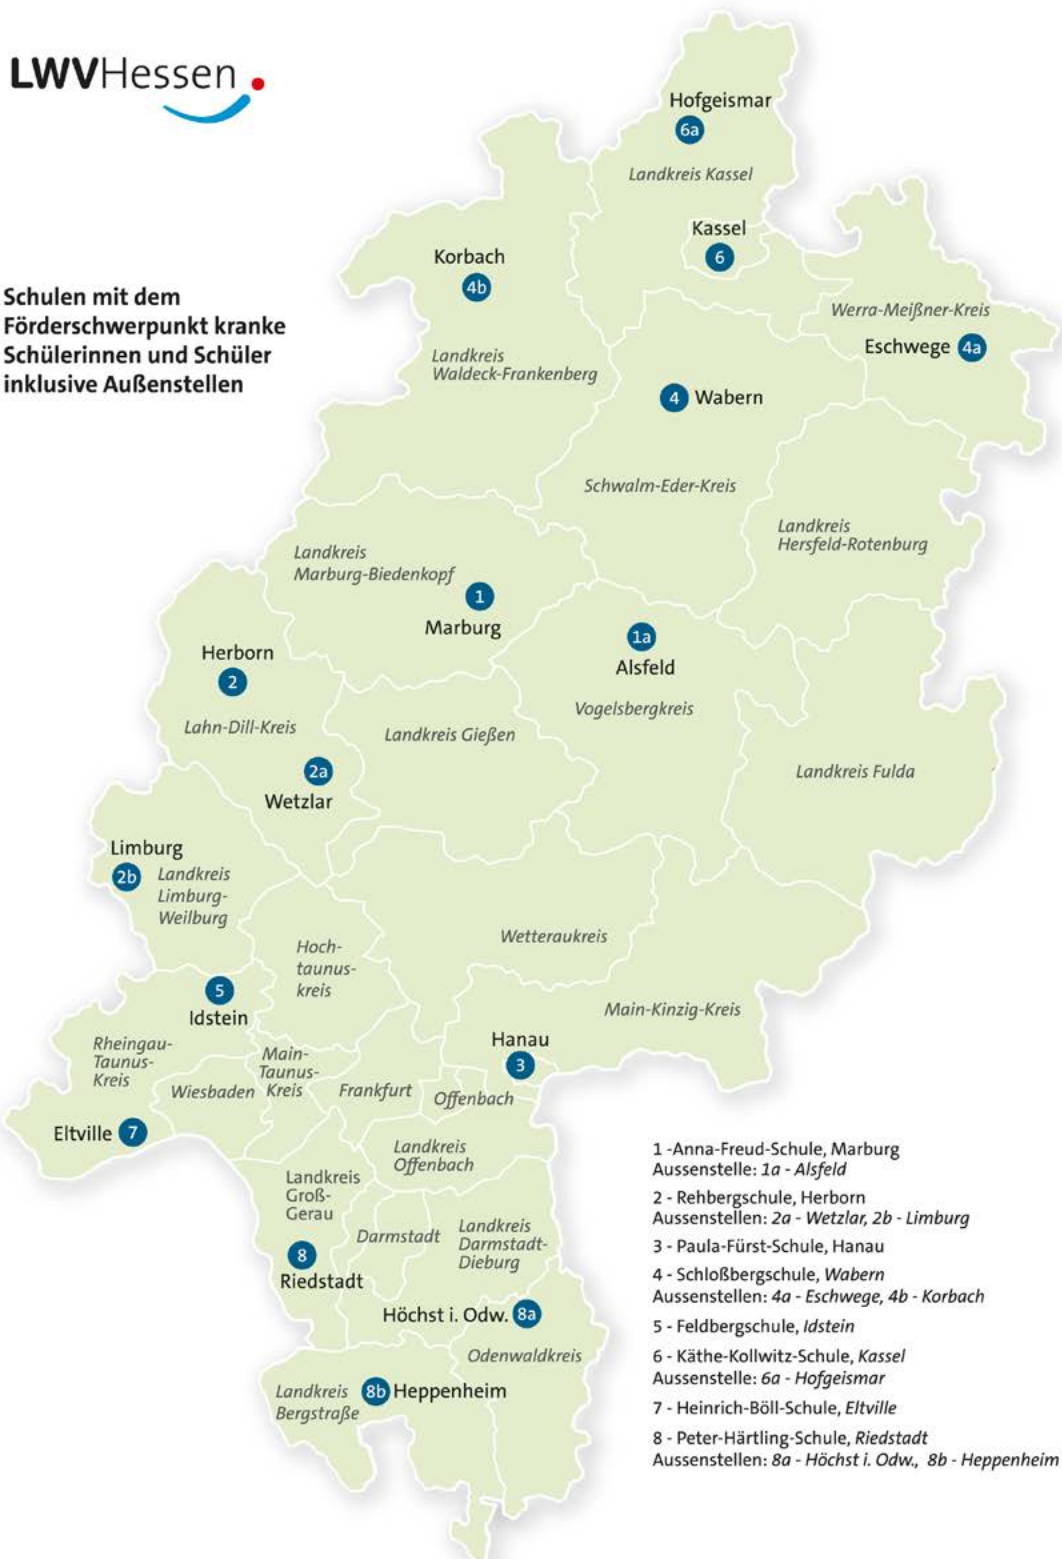 LWVHessen
Schulen mit dem
Förderschwerpunkt kranke
Schülerinnen und Schüler
inklusive Außenstellen
Hofgeismar
6a
Landkreis Kassel
Kassel
6
Korbach
4b
Landkreis
Waldeck-Frankenberg
Werra-Meißner-Kreis
Eschwege 4a
4 Wabern
Schwalm-Eder-Kreis
Landkreis
Hersfeld-Rotenburg
Landkreis
Marburg-Biedenkopf
1
Marburg
1a
Alsfeld
Vogelsbergkreis
Herborn
2
Lahn-Dill-Kreis
Landkreis Gießen
2a
Wetzlar
Landkreis Fulda
Limburg
2b
Landkreis
Limburg-
Weilburg
Wetteraukreis
Hoch-
taunus-
kreis
5
Idstein
Main-Kinzig-Kreis
Hanau
3
Rheingau-
Taunus-
Kreis
Wiesbaden
Main-
Taunus-
Kreis
Frankfurt
Offenbach
Eltville 7
Landkreis
Offenbach
Landkreis
Groß-
Gerau
Darmstadt
Landkreis
Darmstadt-
Dieburg
8
Riedstadt
Höchst i. Odw. 8a
Odenwaldkreis
Landkreis
Bergstraße
8b Heppenheim
1 -Anna-Freud-Schule, Marburg
Aussenstelle: 1a - Alsfeld
2 - Rehbergschule, Herborn
Aussenstellen: 2a - Wetzlar, 2b - Limburg
3 - Paula-Fürst-Schule, Hanau
4 - Schloßbergschule, Wabern
Aussenstellen: 4a - Eschwege, 4b - Korbach
5 - Feldbergschule, Idstein
6 - Käthe-Kollwitz-Schule, Kassel
Aussenstelle: 6a - Hofgeismar
7 - Heinrich-Böll-Schule, Eltville
8 - Peter-Härtling-Schule, Riedstadt
Aussenstellen: 8a - Höchst i. Odw., 8b - Heppenheim